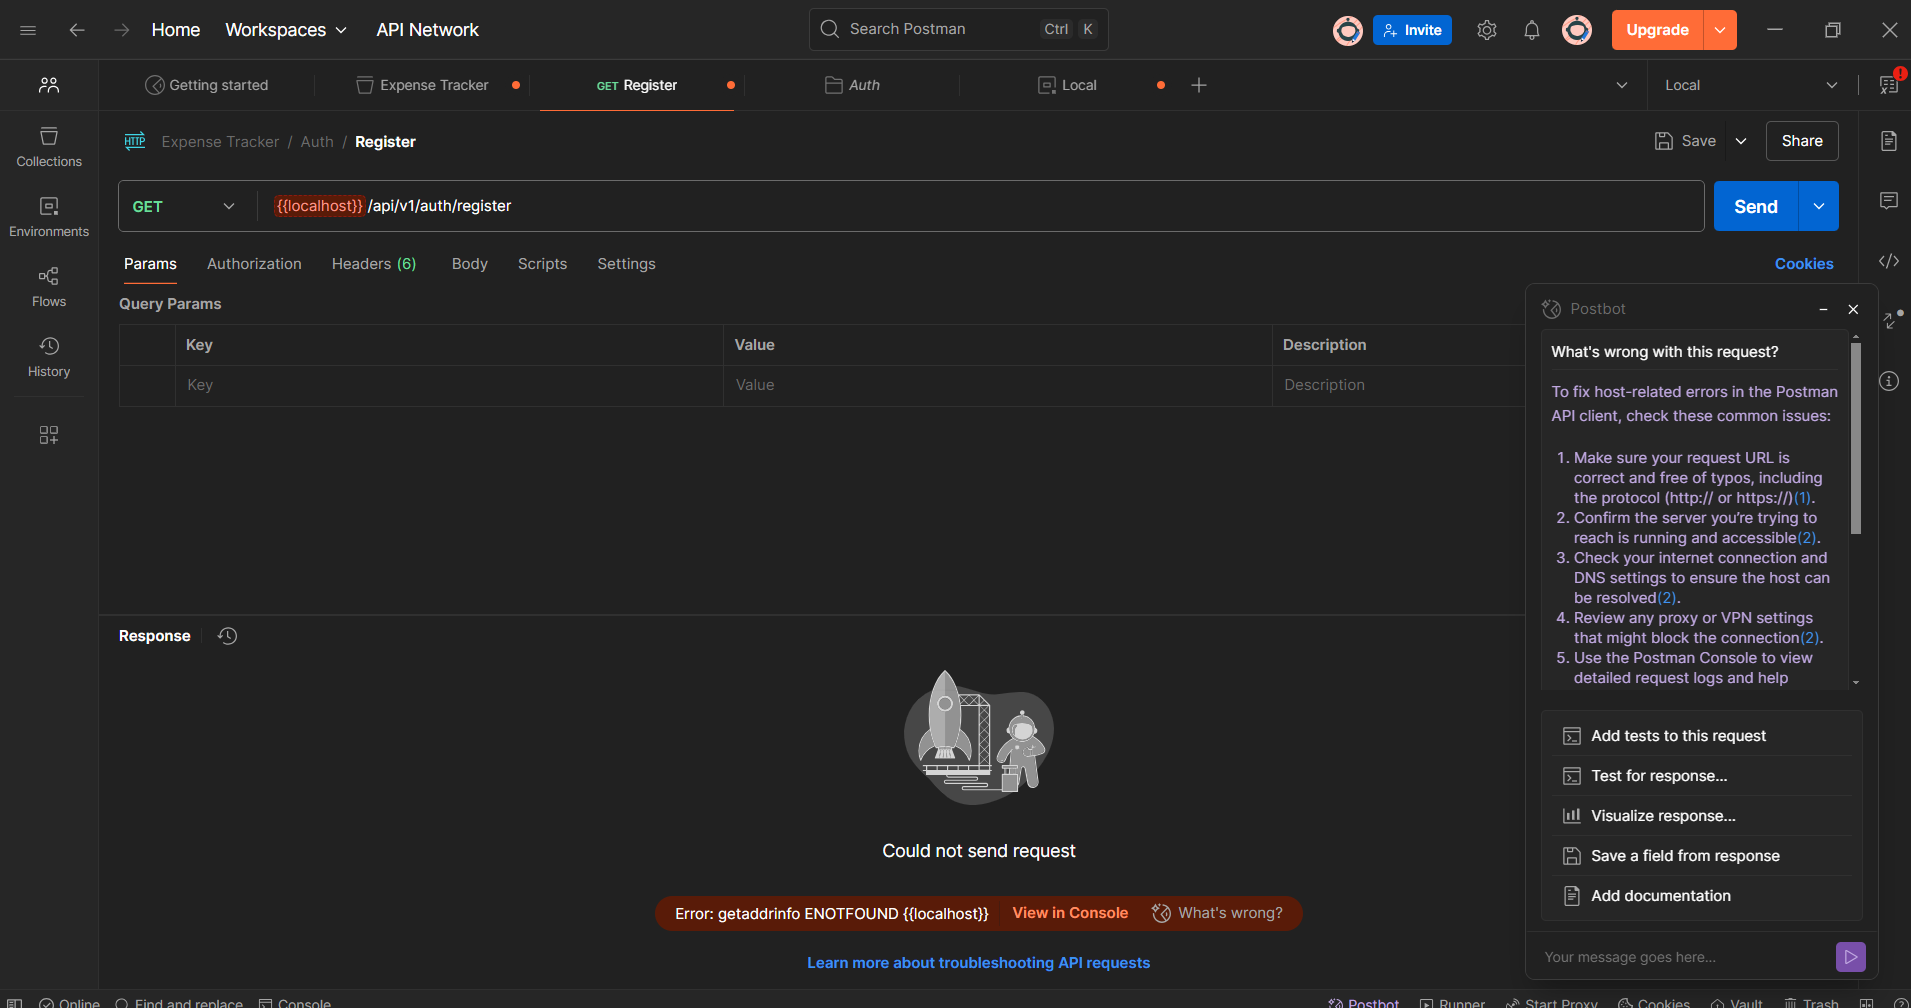 Home
Workspaces
API Network
Search Postman
Ctrl K
Invite
Upgrade
Getting started
Expense Tracker
GET Register
Auth
Local
Local
Collections
Environments
Flows
History
HTTP
Expense Tracker / Auth / Register
Save
Share
GET
{{localhost}} /api/v1/auth/register
Send
Params
Authorization
Headers (6)
Body
Scripts
Settings
Cookies
Query Params
Key
Value
Description
Key
Value
Description
Postbot
What's wrong with this request?
To fix host-related errors in the Postman
API client, check these common issues:
1. Make sure your request URL is
correct and free of typos, including
the protocol (http:// or https://)(1).
2. Confirm the server you’re trying to
reach is running and accessible(2).
3. Check your internet connection and
DNS settings to ensure the host can
be resolved(2).
4. Review any proxy or VPN settings
that might block the connection(2).
5. Use the Postman Console to view
detailed request logs and help
Add tests to this request
Test for response...
Visualize response...
Save a field from response
Add documentation
Your message goes here...
Response
Could not send request
Error: getaddrinfo ENOTFOUND {{localhost}}
View in Console
What's wrong?
Learn more about troubleshooting API requests
Online
Find and replace
Console
Postbot
Runner
Start Proxy
Cookies
Vault
Trash